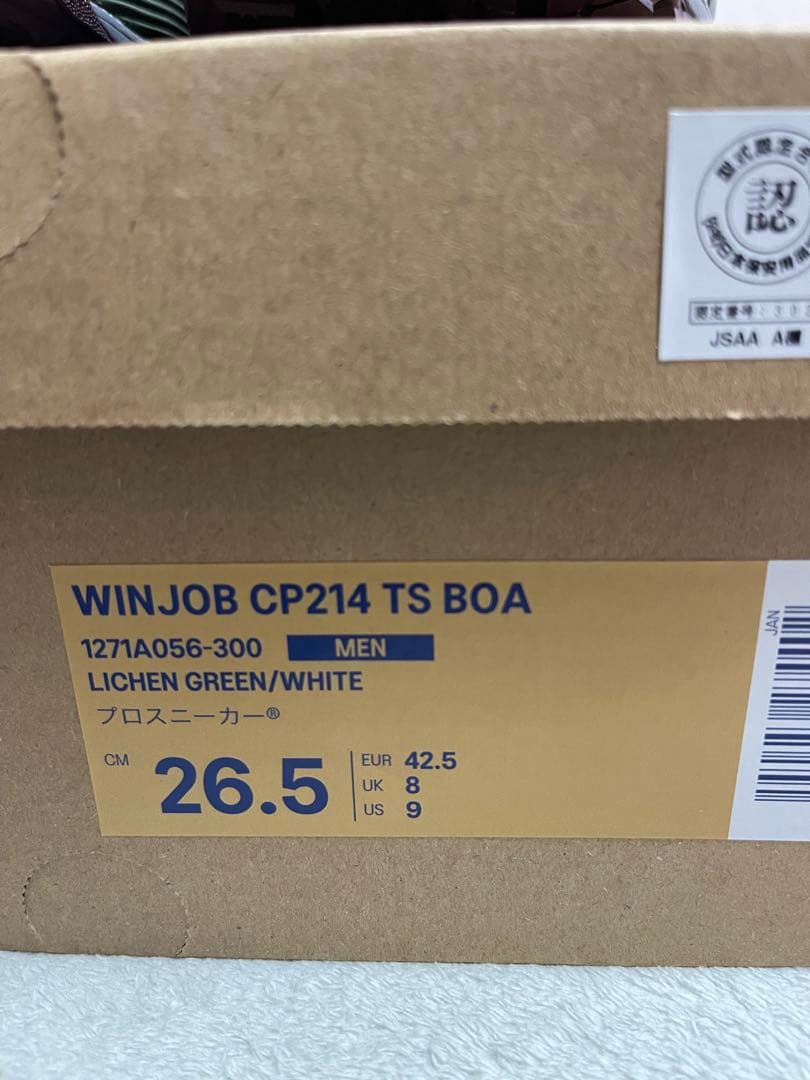 認
JSAA A種
WINJOB CP214 TS BOA
1271A056-300 MEN
LICHEN GREEN/WHITE
プロスニーカー®
CM 26.5
EUR 42.5
UK 8
US 9
JAN